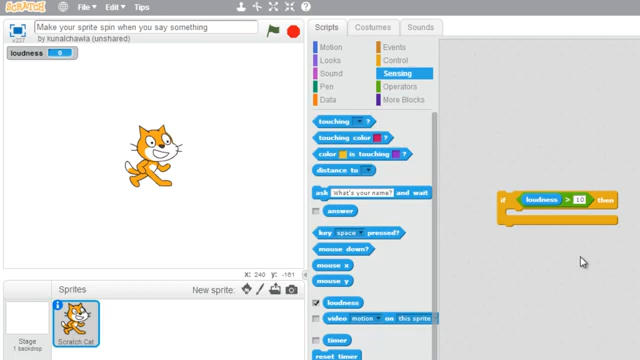 SCRATCH File Edit Tips
Make your sprite spin when you say something
v237 by kunalchawla (unshared)
loudness 0
x: 240 y: -181
Sprites New sprite:
Stage
1 backdrop
Scratch Cat
Scripts Costumes Sounds
Motion Events
Looks Control
Sound Sensing
Pen Operators
Data More Blocks
touching ?
touching color ?
color is touching ?
distance to
ask What's your name? and wait
answer
key space pressed?
mouse down?
mouse x
mouse y
loudness
video motion on this sprite
timer
reset timer
if loudness > 10 then